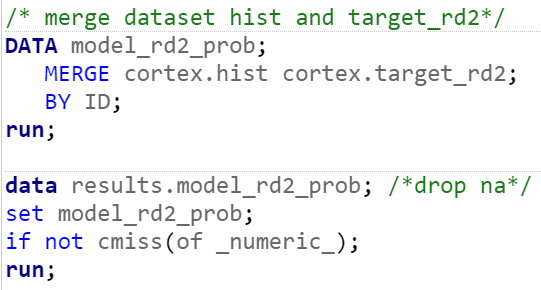 /* merge dataset hist and target_rd2*/
DATA model_rd2_prob;
MERGE cortex.hist cortex.target_rd2;
BY ID;
run;
data results.model_rd2_prob; /*drop na*/
set model_rd2_prob;
if not cmiss(of _numeric_);
run;